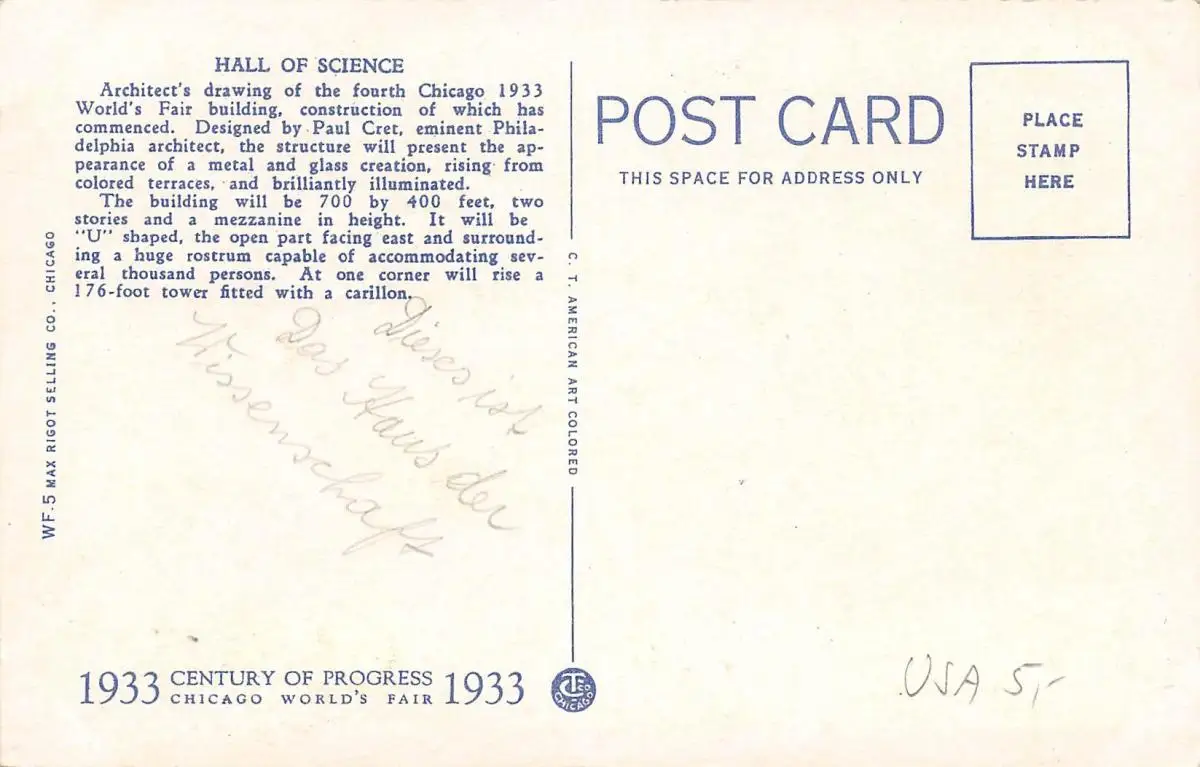 HALL OF SCIENCE
Architect's drawing of the fourth Chicago 1933
World's Fair building, construction of which has
commenced. Designed by Paul Cret, eminent Phila-
delphia architect, the structure will present the ap-
pearance of a metal and glass creation, rising from
colored terraces, and brilliantly illuminated.
The building will be 700 by 400 feet, two
stories and a mezzanine in height. It will be
"U" shaped, the open part facing east and surround-
ing a huge rostrum capable of accommodating sev-
eral thousand persons. At one corner will rise a
176-foot tower fitted with a carillon.
Dieses ist
Das Haus der
Wissenschaft
WF-5 MAX RIGOT SELLING CO., CHICAGO
1933 CENTURY OF PROGRESS 1933
CHICAGO WORLD'S FAIR
C. T. AMERICAN ART COLORED
CT CO CHICAGO
POST CARD
THIS SPACE FOR ADDRESS ONLY
PLACE
STAMP
HERE
USA 5,-